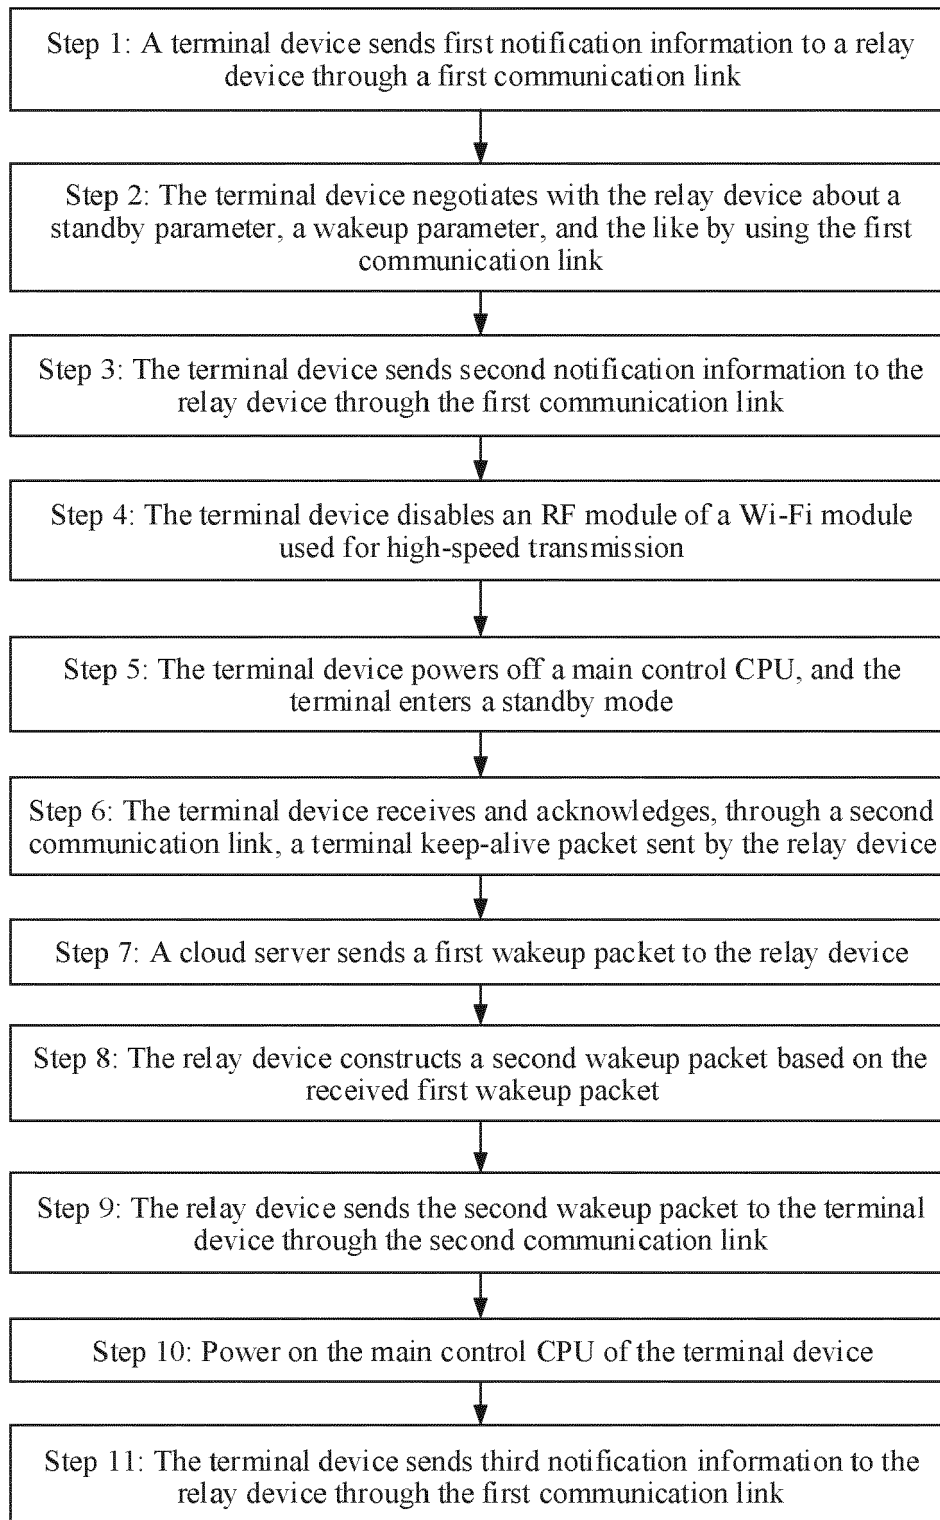 Step 1: A terminal device sends first notification information to a relay
device through a first communication link
Step 2: The terminal device negotiates with the relay device about a
standby parameter, a wakeup parameter, and the like by using the first
communication link
Step 3: The terminal device sends second notification information to the
relay device through the first communication link
Step 4: The terminal device disables an RF module of a Wi-Fi module
used for high-speed transmission
Step 5: The terminal device powers off a main control CPU, and the
terminal enters a standby mode
Step 6: The terminal device receives and acknowledges, through a second
communication link, a terminal keep-alive packet sent by the relay device
Step 7: A cloud server sends a first wakeup packet to the relay device
Step 8: The relay device constructs a second wakeup packet based on the
received first wakeup packet
Step 9: The relay device sends the second wakeup packet to the terminal
device through the second communication link
Step 10: Power on the main control CPU of the terminal device
Step 11: The terminal device sends third notification information to the
relay device through the first communication link